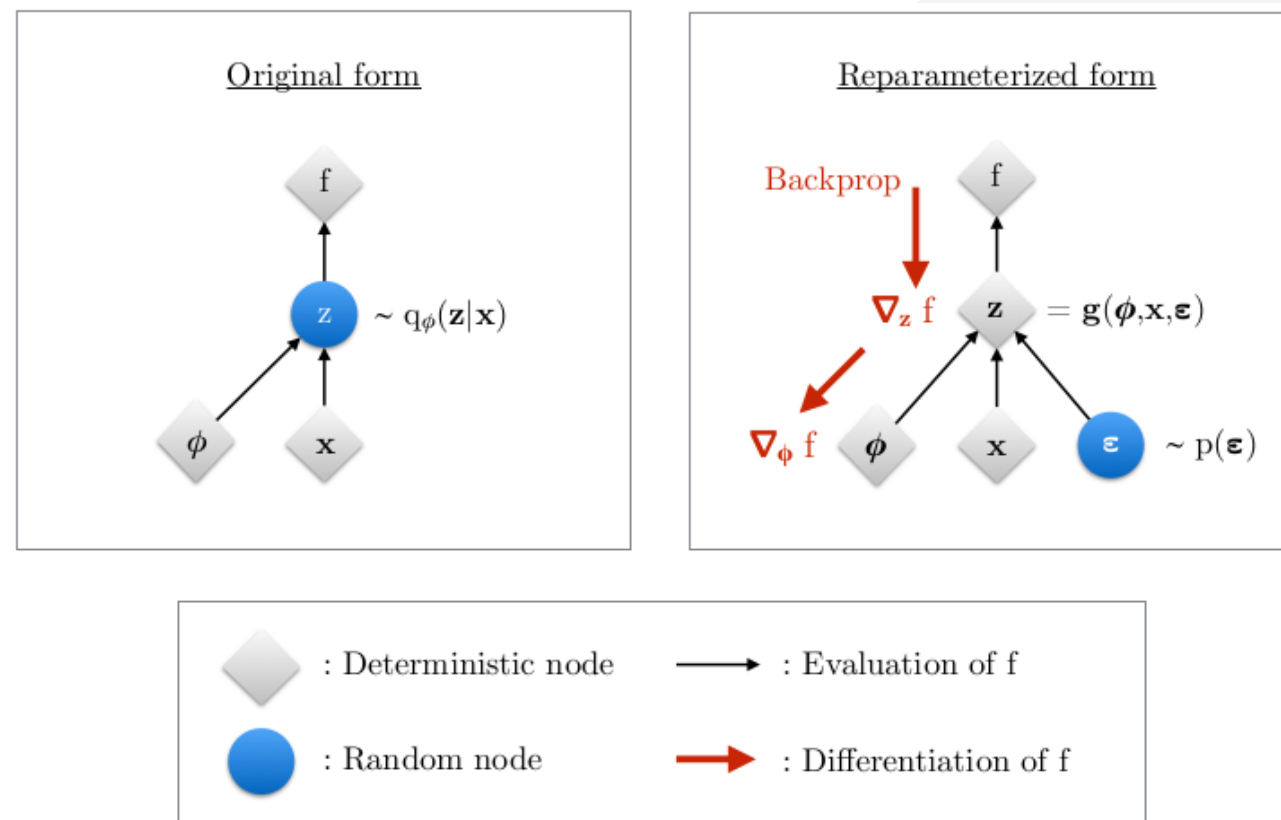 Original form
f
z ~ qϕ(z|x)
ϕ x
Reparameterized form
f
Backprop
∇z f z = g(ϕ,x,ε)
∇ϕ f ϕ x ε ~ p(ε)
: Deterministic node : Evaluation of f
: Random node : Differentiation of f